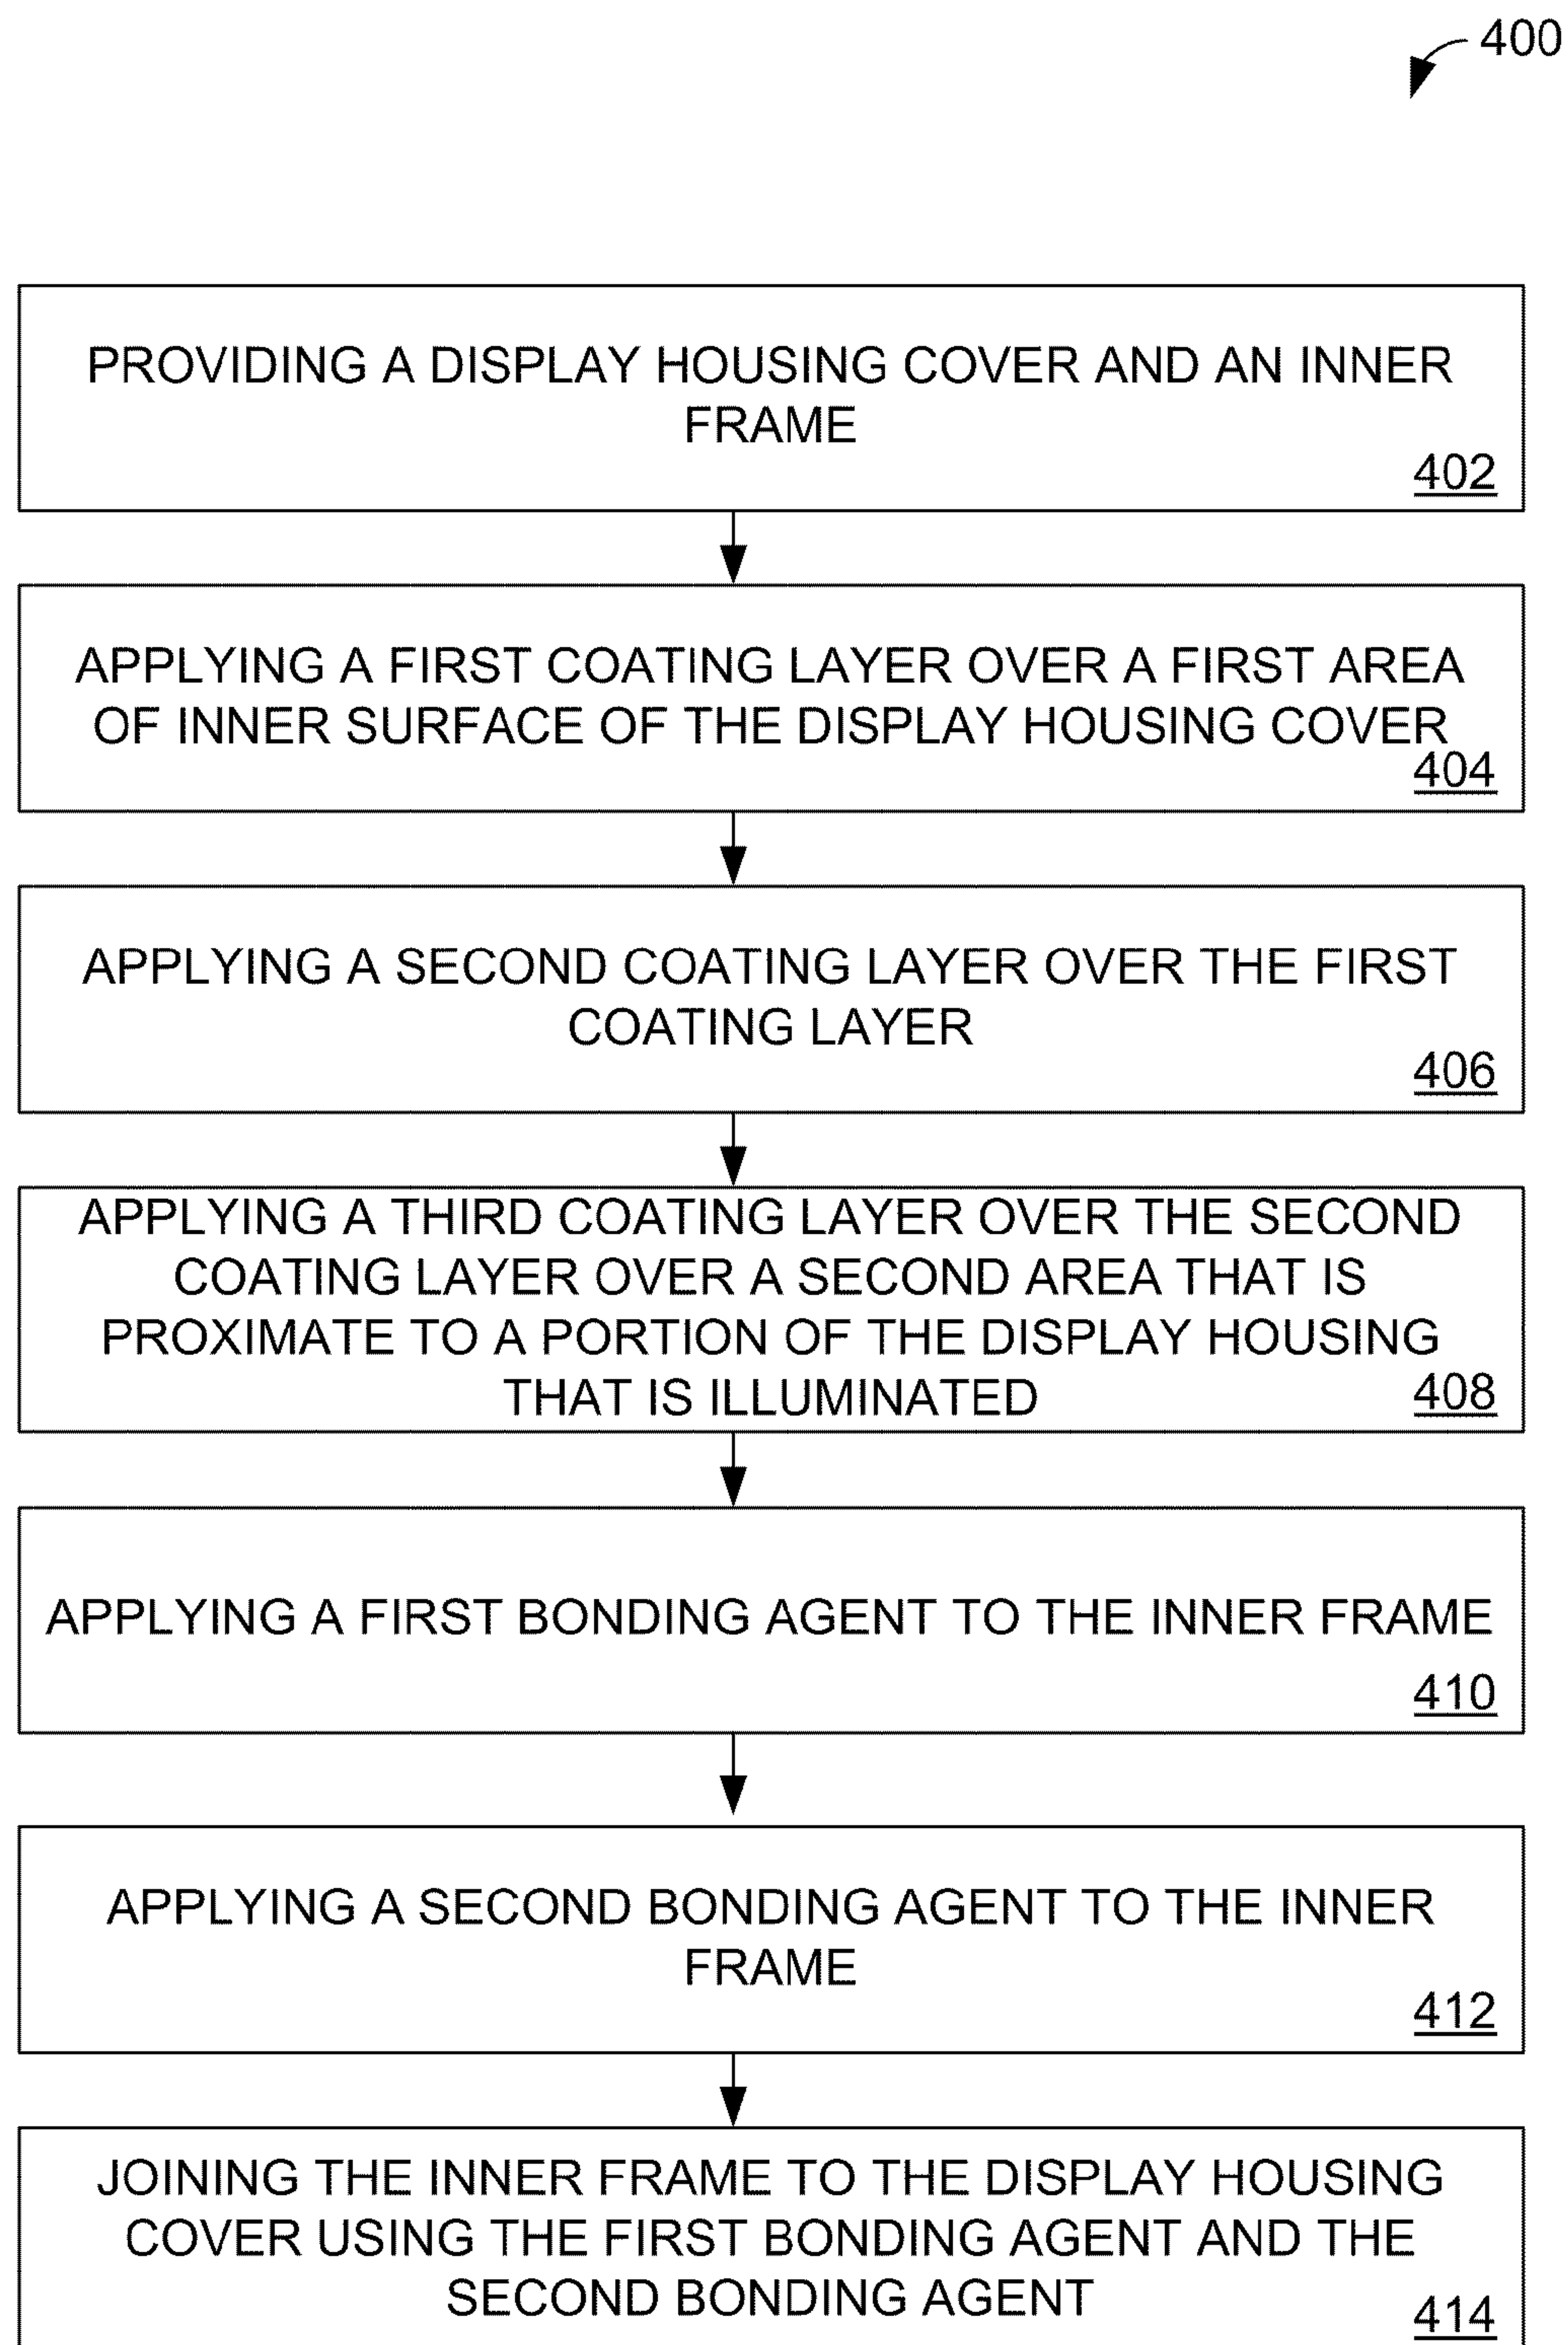 400
PROVIDING A DISPLAY HOUSING COVER AND AN INNER
FRAME
402
APPLYING A FIRST COATING LAYER OVER A FIRST AREA
OF INNER SURFACE OF THE DISPLAY HOUSING COVER
404
APPLYING A SECOND COATING LAYER OVER THE FIRST
COATING LAYER
406
APPLYING A THIRD COATING LAYER OVER THE SECOND
COATING LAYER OVER A SECOND AREA THAT IS
PROXIMATE TO A PORTION OF THE DISPLAY HOUSING
THAT IS ILLUMINATED
408
APPLYING A FIRST BONDING AGENT TO THE INNER FRAME
410
APPLYING A SECOND BONDING AGENT TO THE INNER
FRAME
412
JOINING THE INNER FRAME TO THE DISPLAY HOUSING
COVER USING THE FIRST BONDING AGENT AND THE
SECOND BONDING AGENT
414